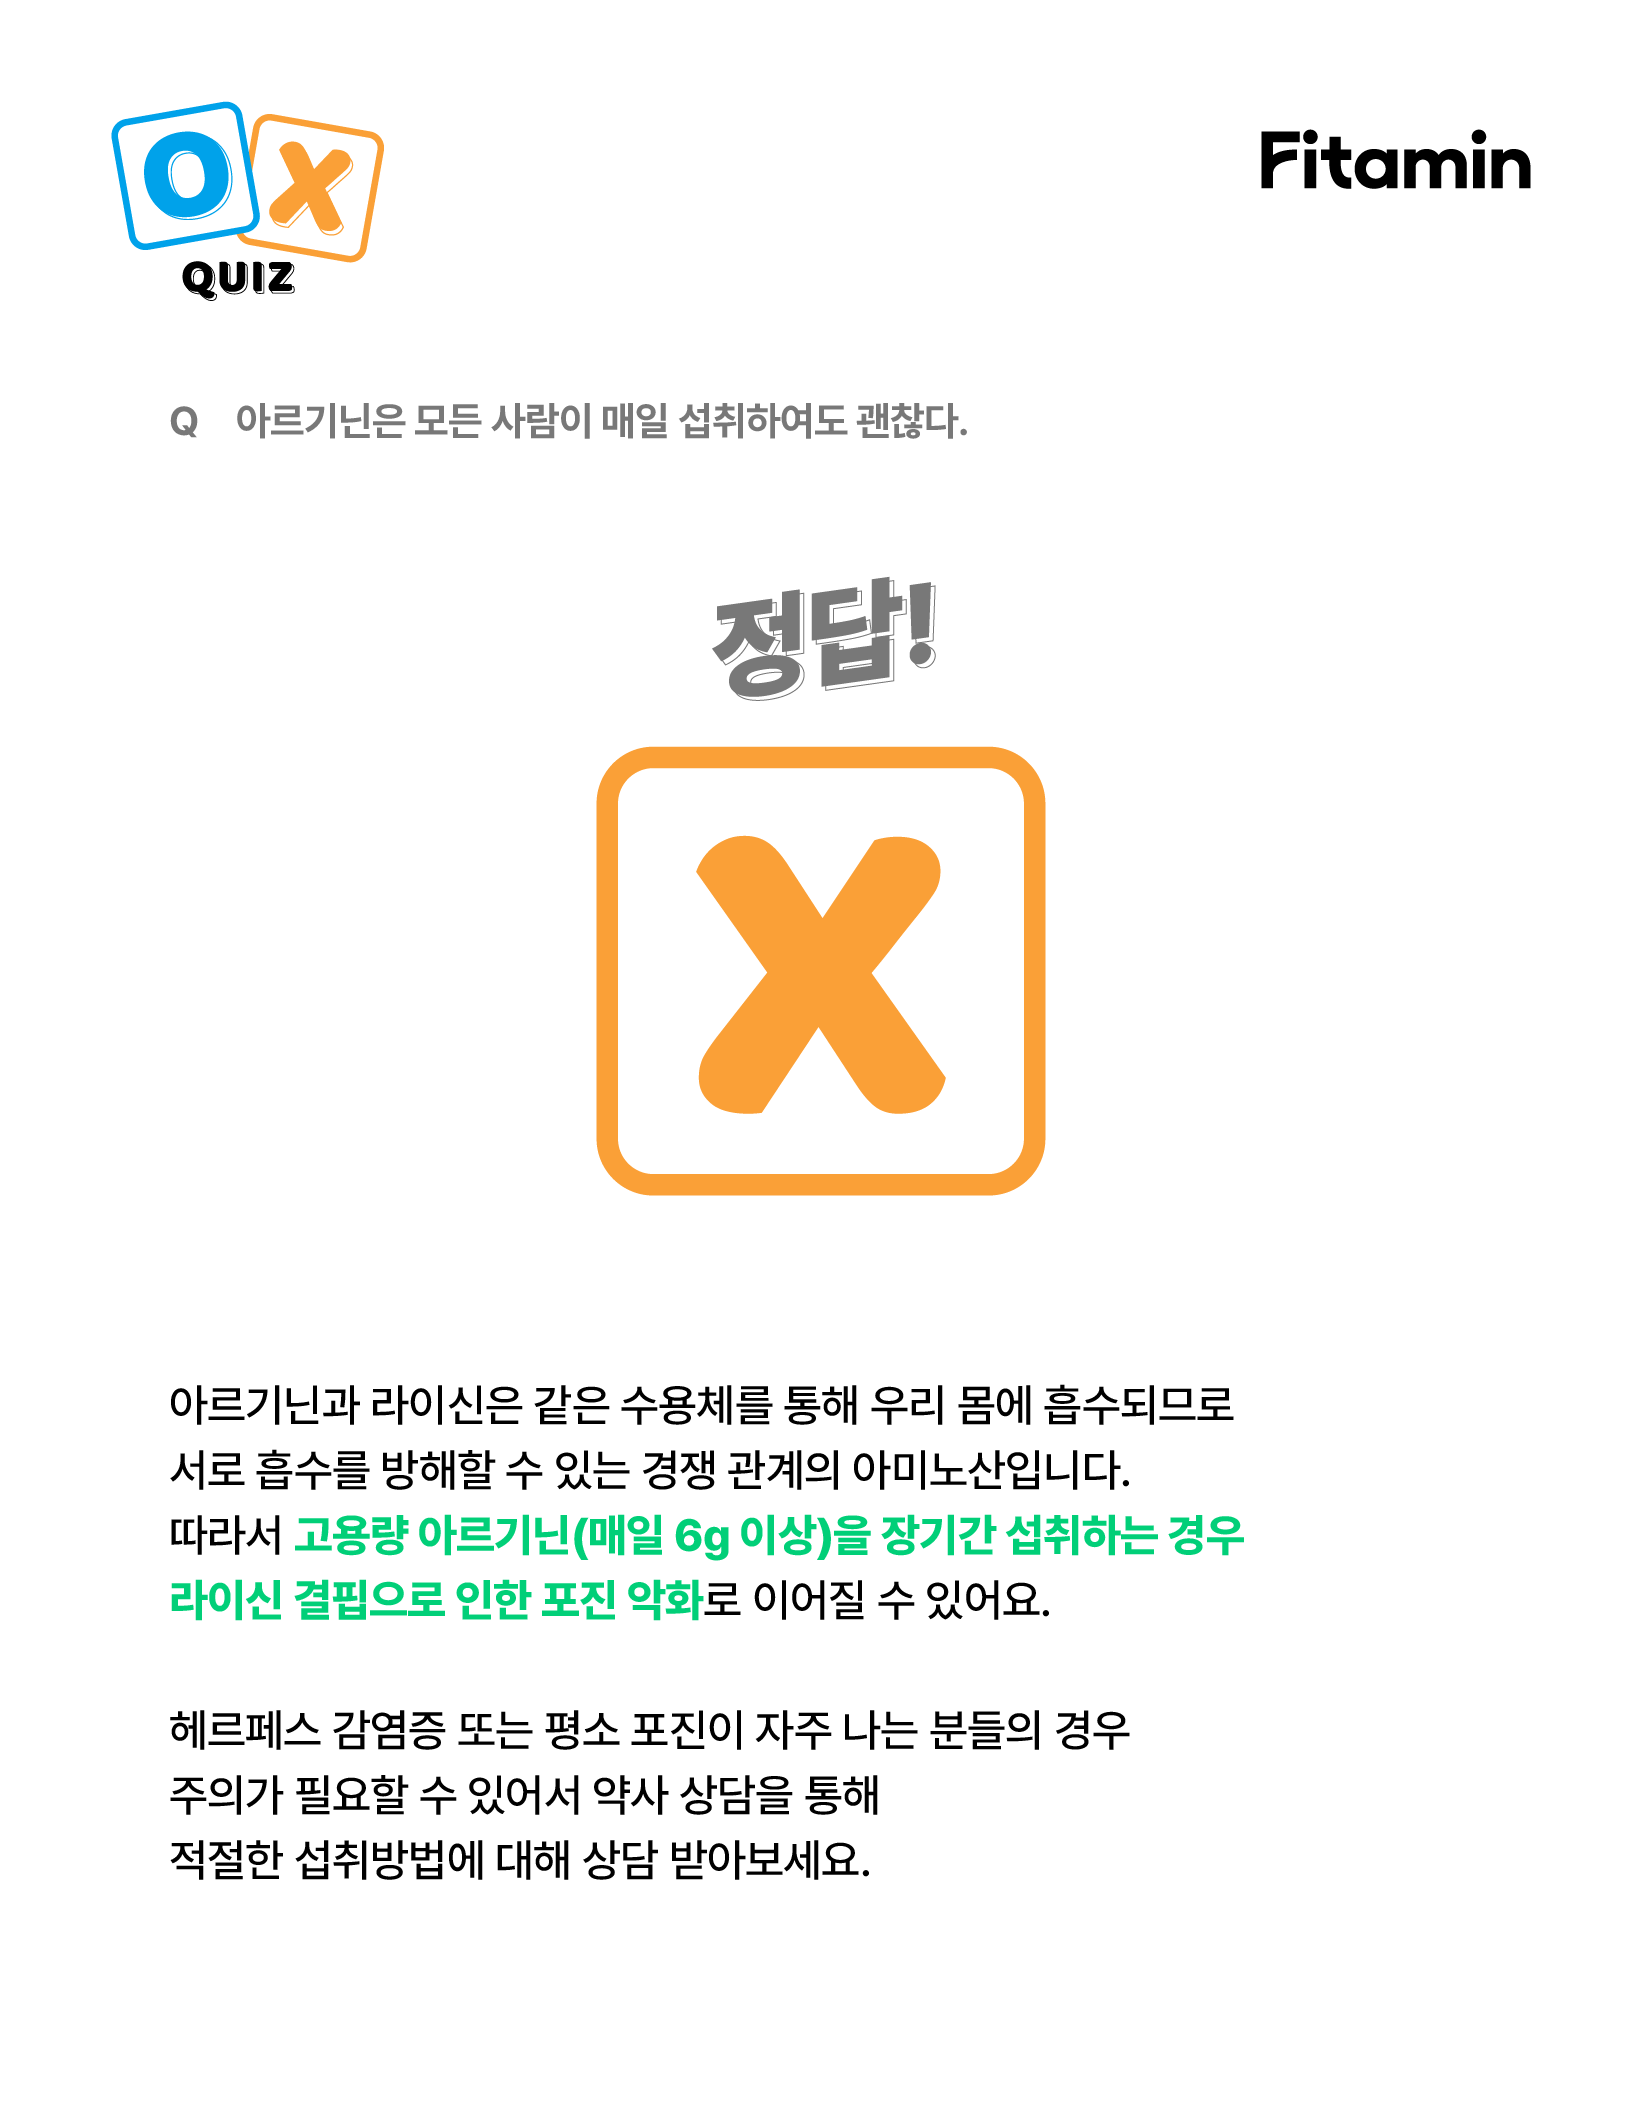 O X
QUIZ
Fitamin
Q 아르기닌은 모든 사람이 매일 섭취하여도 괜찮다.
정답!
X
아르기닌과 라이신은 같은 수용체를 통해 우리 몸에 흡수되므로
서로 흡수를 방해할 수 있는 경쟁 관계의 아미노산입니다.
따라서 고용량 아르기닌(매일 6g 이상)을 장기간 섭취하는 경우
라이신 결핍으로 인한 포진 악화로 이어질 수 있어요.
헤르페스 감염증 또는 평소 포진이 자주 나는 분들의 경우
주의가 필요할 수 있어서 약사 상담을 통해
적절한 섭취방법에 대해 상담 받아보세요.